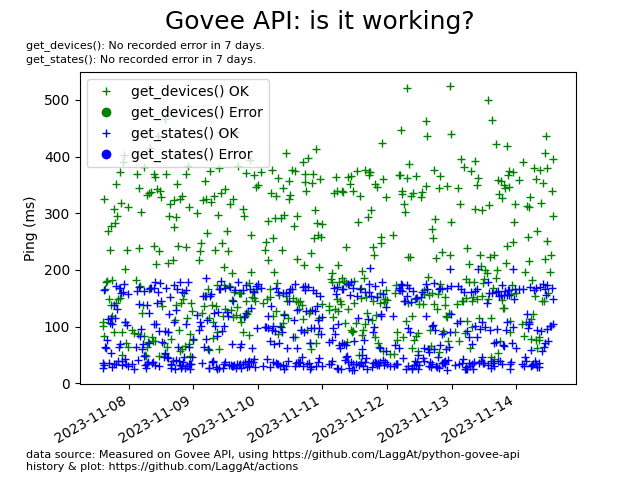 Govee API: is it working?
get_devices(): No recorded error in 7 days.
get_states(): No recorded error in 7 days.
get_devices() OK
get_devices() Error
get_states() OK
get_states() Error
Ping (ms)
500
400
300
200
100
0
2023-11-08
2023-11-09
2023-11-10
2023-11-11
2023-11-12
2023-11-13
2023-11-14
data source: Measured on Govee API, using https://github.com/LaggAt/python-govee-api
history & plot: https://github.com/LaggAt/actions